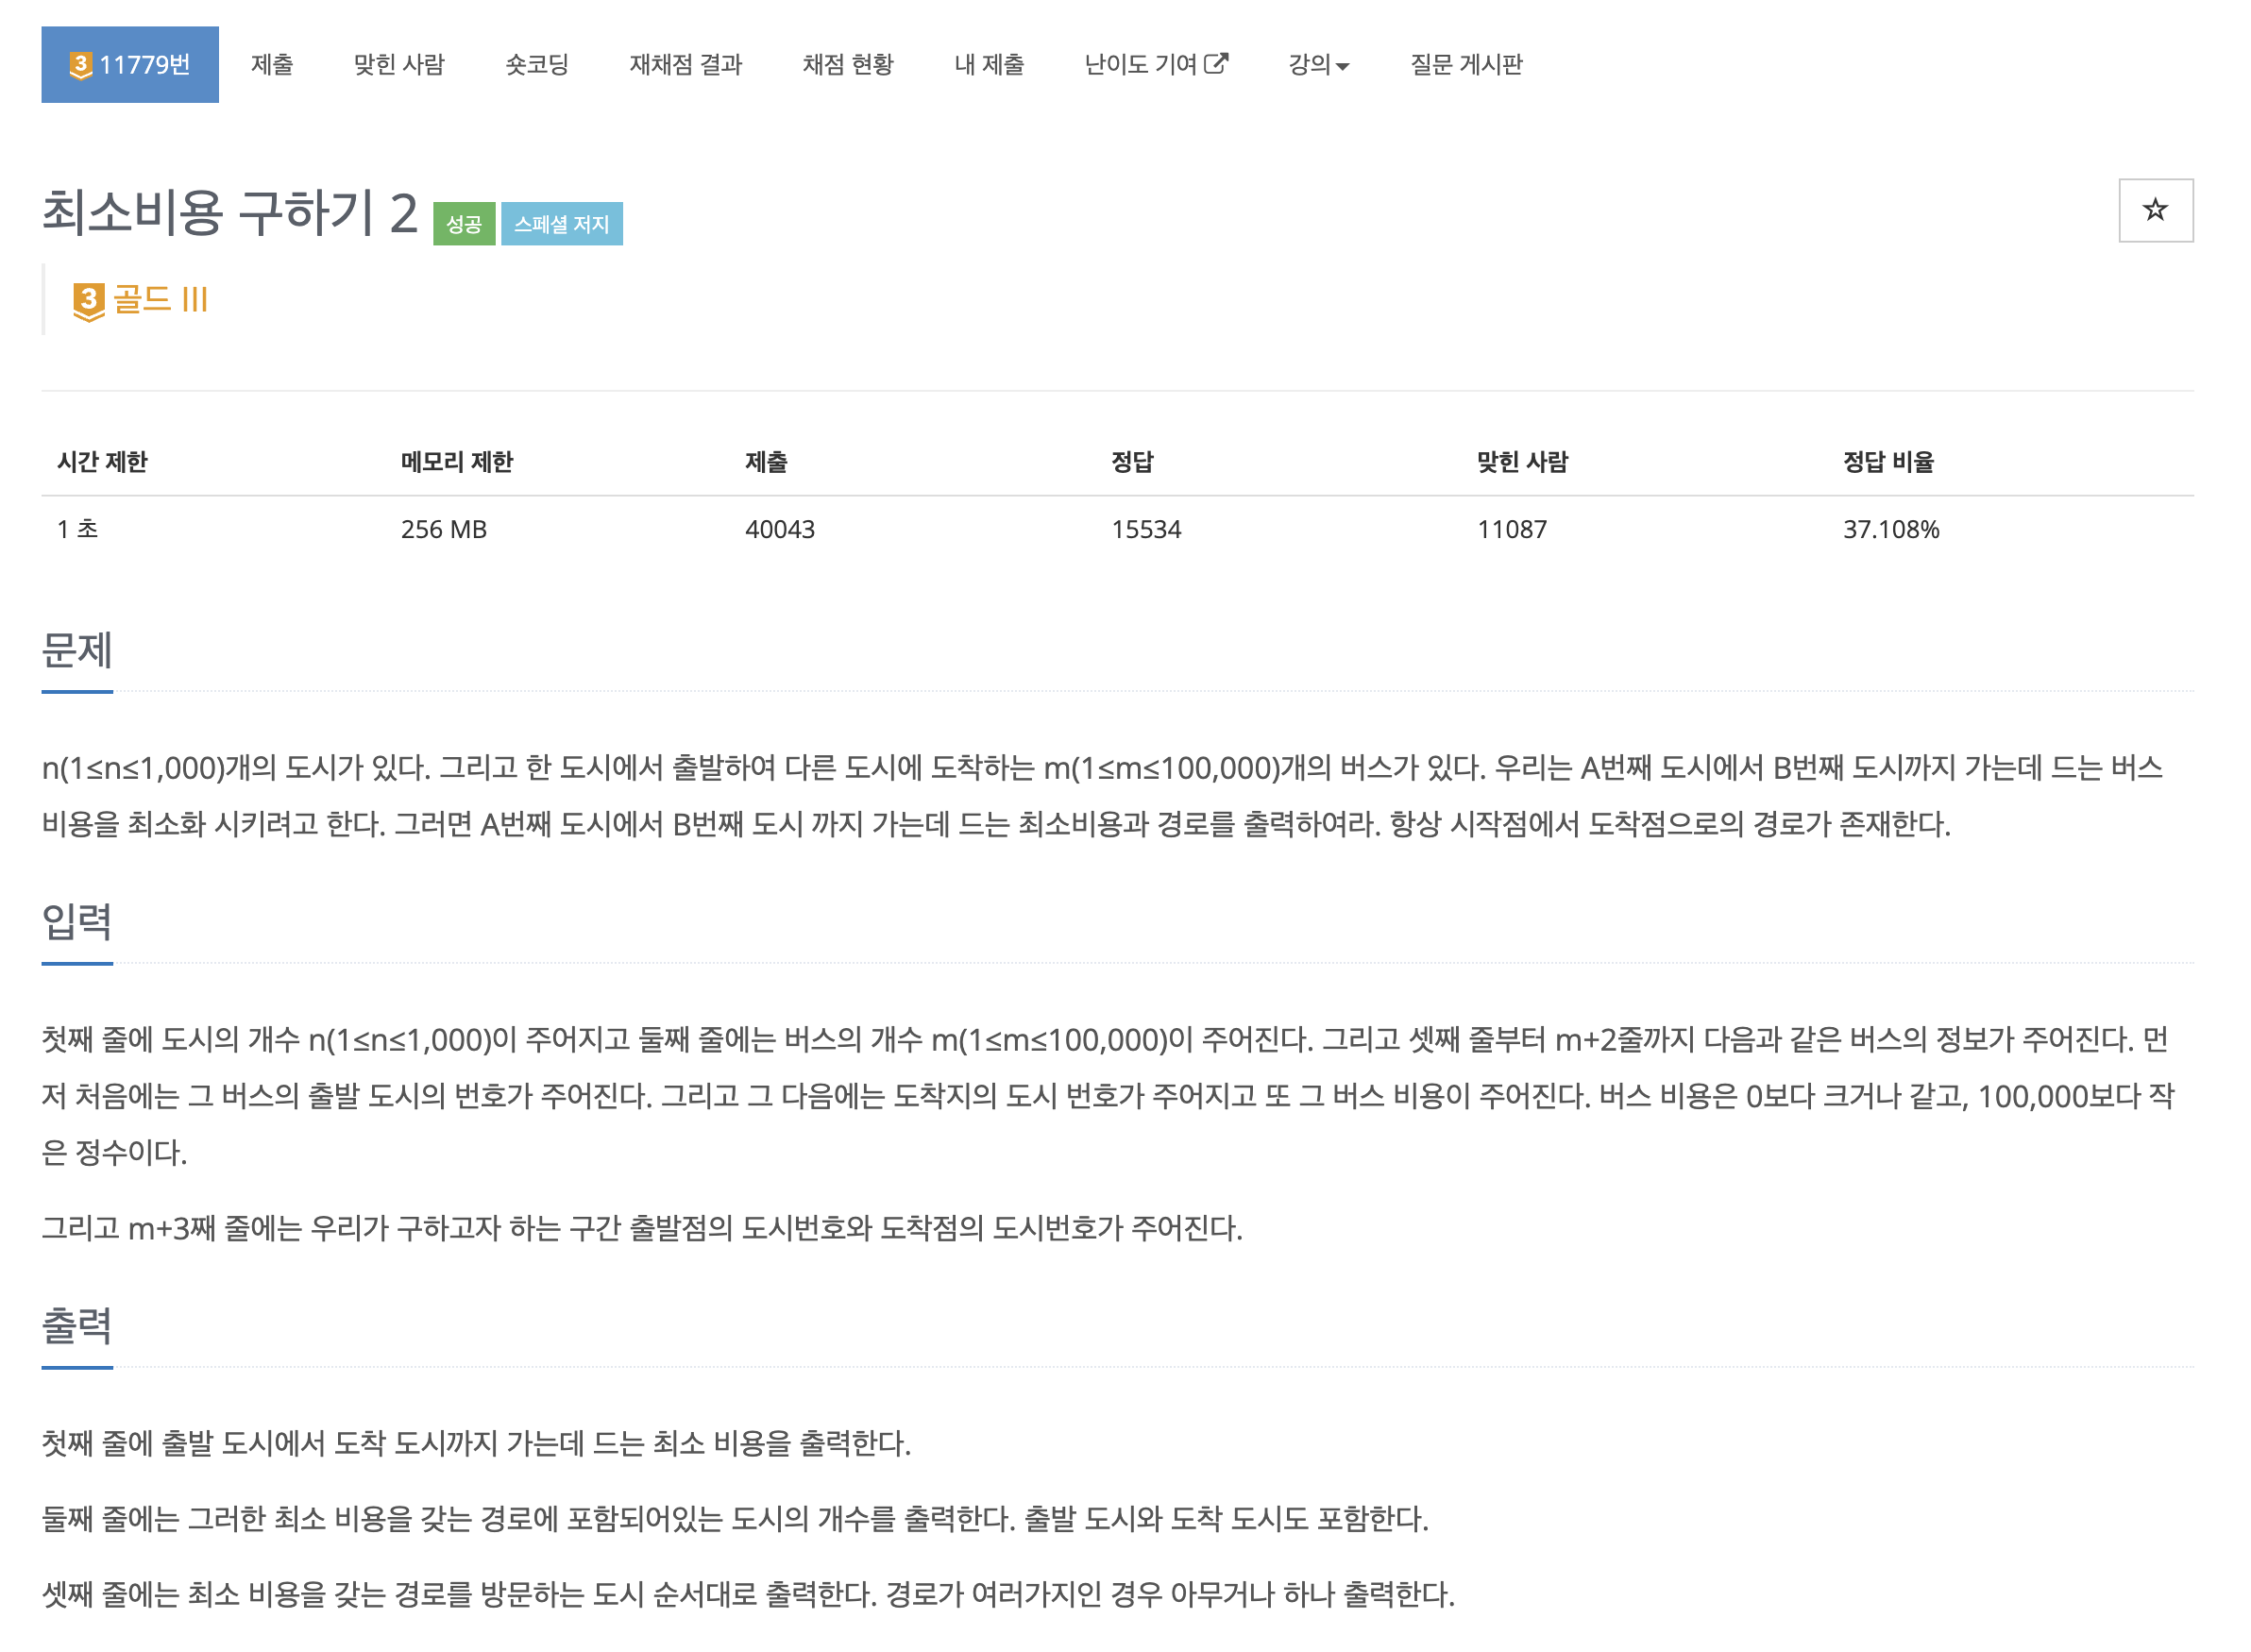 3 11779번 제출 맞힌 사람 숏코딩 재채점 결과 채점 현황 내 제출 난이도 기여 강의 질문 게시판
최소비용 구하기 2 성공 스페셜 저지
3 골드 III
시간 제한 메모리 제한 제출 정답 맞힌 사람 정답 비율
1 초 256 MB 40043 15534 11087 37.108%
문제
n(1≤n≤1,000)개의 도시가 있다. 그리고 한 도시에서 출발하여 다른 도시에 도착하는 m(1≤m≤100,000)개의 버스가 있다. 우리는 A번째 도시에서 B번째 도시까지 가는데 드는 버스
비용을 최소화 시키려고 한다. 그러면 A번째 도시에서 B번째 도시 까지 가는데 드는 최소비용과 경로를 출력하여라. 항상 시작점에서 도착점으로의 경로가 존재한다.
입력
첫째 줄에 도시의 개수 n(1≤n≤1,000)이 주어지고 둘째 줄에는 버스의 개수 m(1≤m≤100,000)이 주어진다. 그리고 셋째 줄부터 m+2줄까지 다음과 같은 버스의 정보가 주어진다. 먼
저 처음에는 그 버스의 출발 도시의 번호가 주어진다. 그리고 그 다음에는 도착지의 도시 번호가 주어지고 또 그 버스 비용이 주어진다. 버스 비용은 0보다 크거나 같고, 100,000보다 작
은 정수이다.
그리고 m+3째 줄에는 우리가 구하고자 하는 구간 출발점의 도시번호와 도착점의 도시번호가 주어진다.
출력
첫째 줄에 출발 도시에서 도착 도시까지 가는데 드는 최소 비용을 출력한다.
둘째 줄에는 그러한 최소 비용을 갖는 경로에 포함되어있는 도시의 개수를 출력한다. 출발 도시와 도착 도시도 포함한다.
셋째 줄에는 최소 비용을 갖는 경로를 방문하는 도시 순서대로 출력한다. 경로가 여러가지인 경우 아무거나 하나 출력한다.